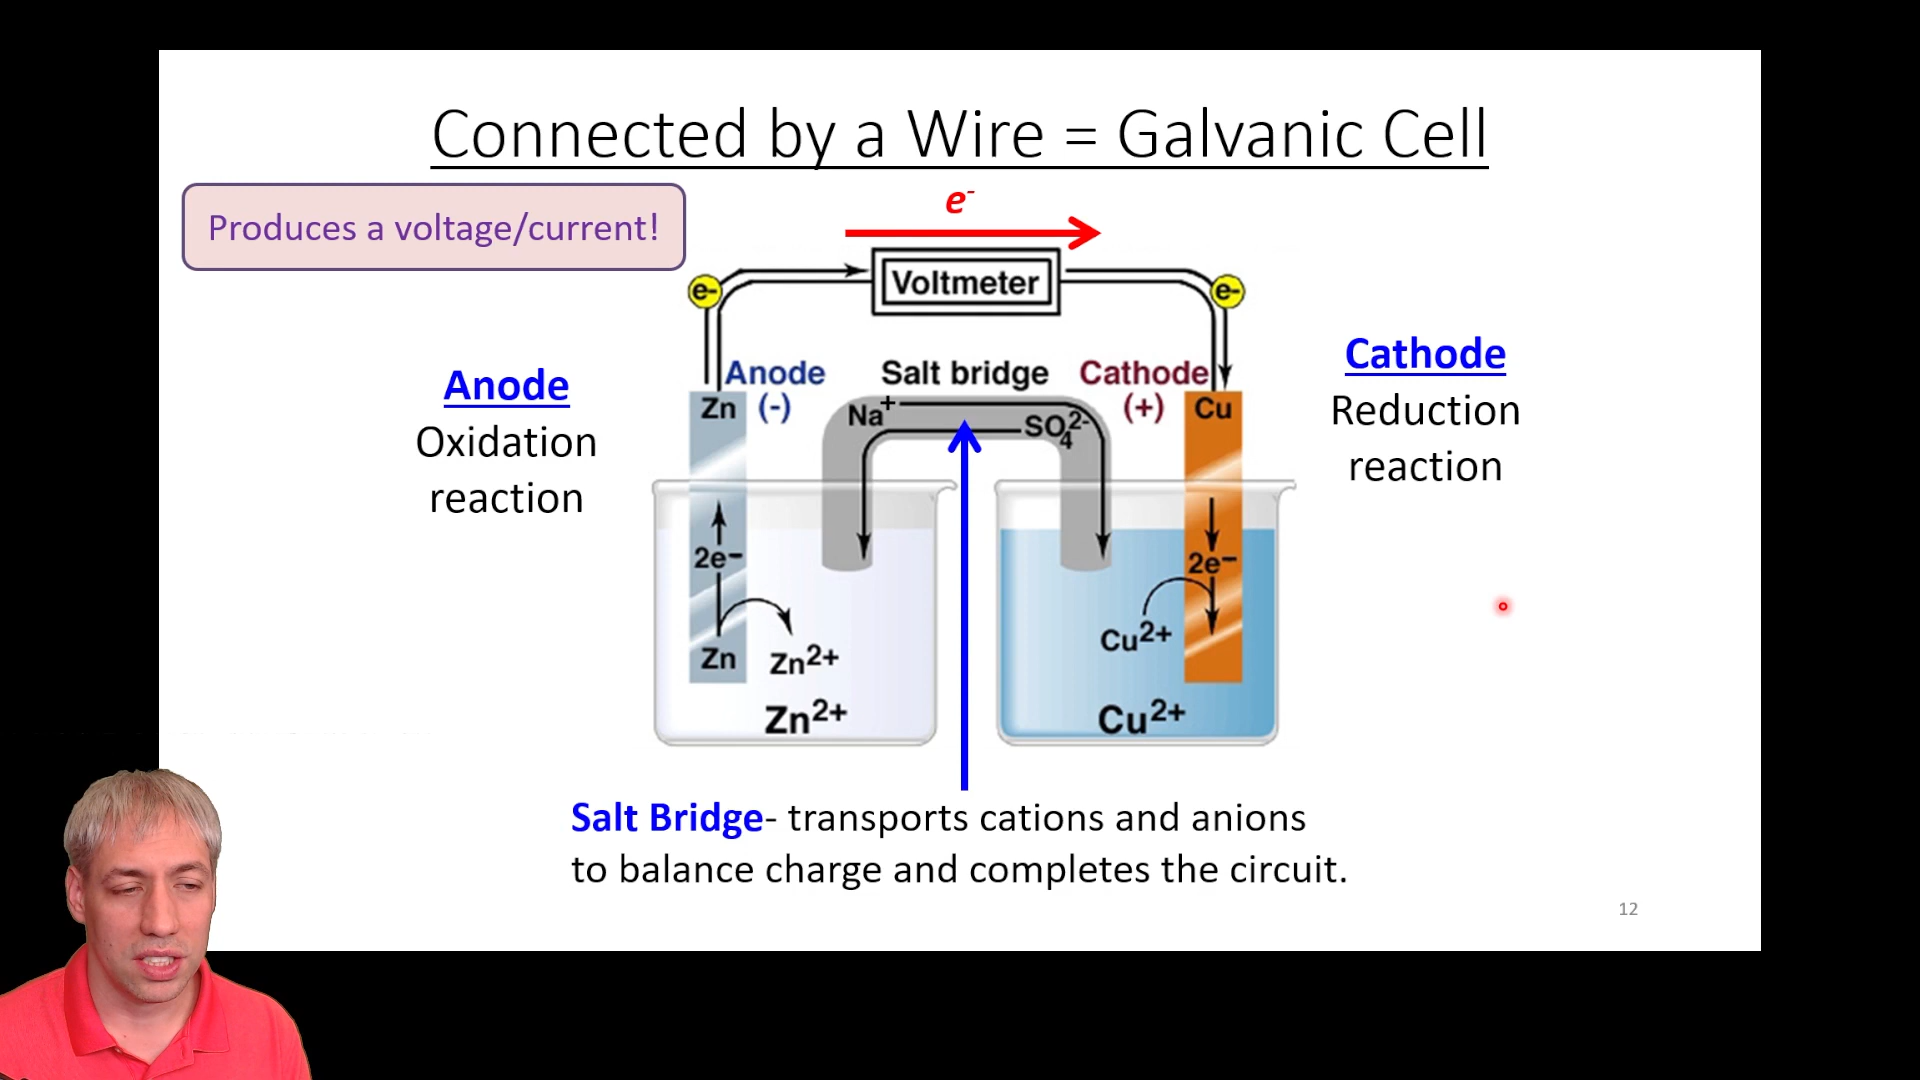 Connected by a Wire = Galvanic Cell
Produces a voltage/current!
e-
e-
Voltmeter
e-
Anode
Oxidation
reaction
Anode
(-)
Salt bridge
Cathode
(+)
Cathode
Reduction
reaction
Zn
Na+
SO₄²⁻
Cu
2e−
Zn
Zn2+
Zn2+
2e−
Cu2+
Cu2+
Salt Bridge- transports cations and anions
to balance charge and completes the circuit.
12